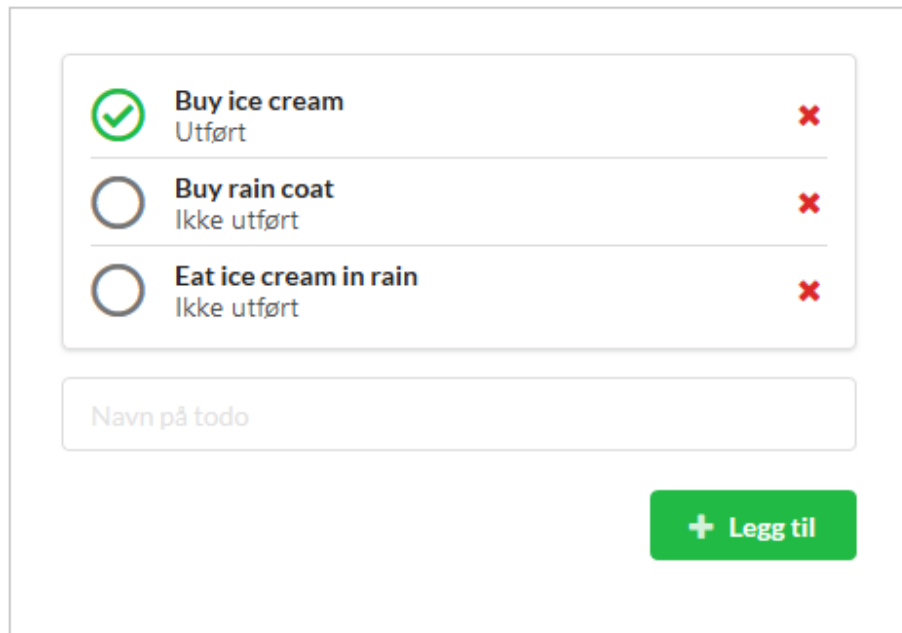 Buy ice cream
Utført
Buy rain coat
Ikke utført
Eat ice cream in rain
Ikke utført
Navn på todo
Legg til